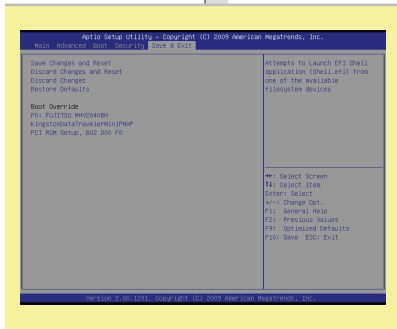 Aptio Setup Utility – Copyright (C) 2009 American Megatrends, Inc.
Main Advanced Boot Security Save & Exit
Save Changes and Reset
Discard Changes and Reset
Discard Changes
Restore Defaults
Boot Override
P0: FUJITSU MHV2040BH
KingstonDataTravelerMiniPMAP
PCI ROM Setup, B02 D00 F0
Attempts to Launch EFI Shell
application (Shell.efi) from
one of the available
filesystem devices
→←: Select Screen
↑↓: Select Item
Enter: Select
+/-: Change Opt.
F1: General Help
F2: Previous Values
F9: Optimized Defaults
F10: Save ESC: Exit
Version 2.00.1201. Copyright (C) 2009 American Megatrends, Inc.